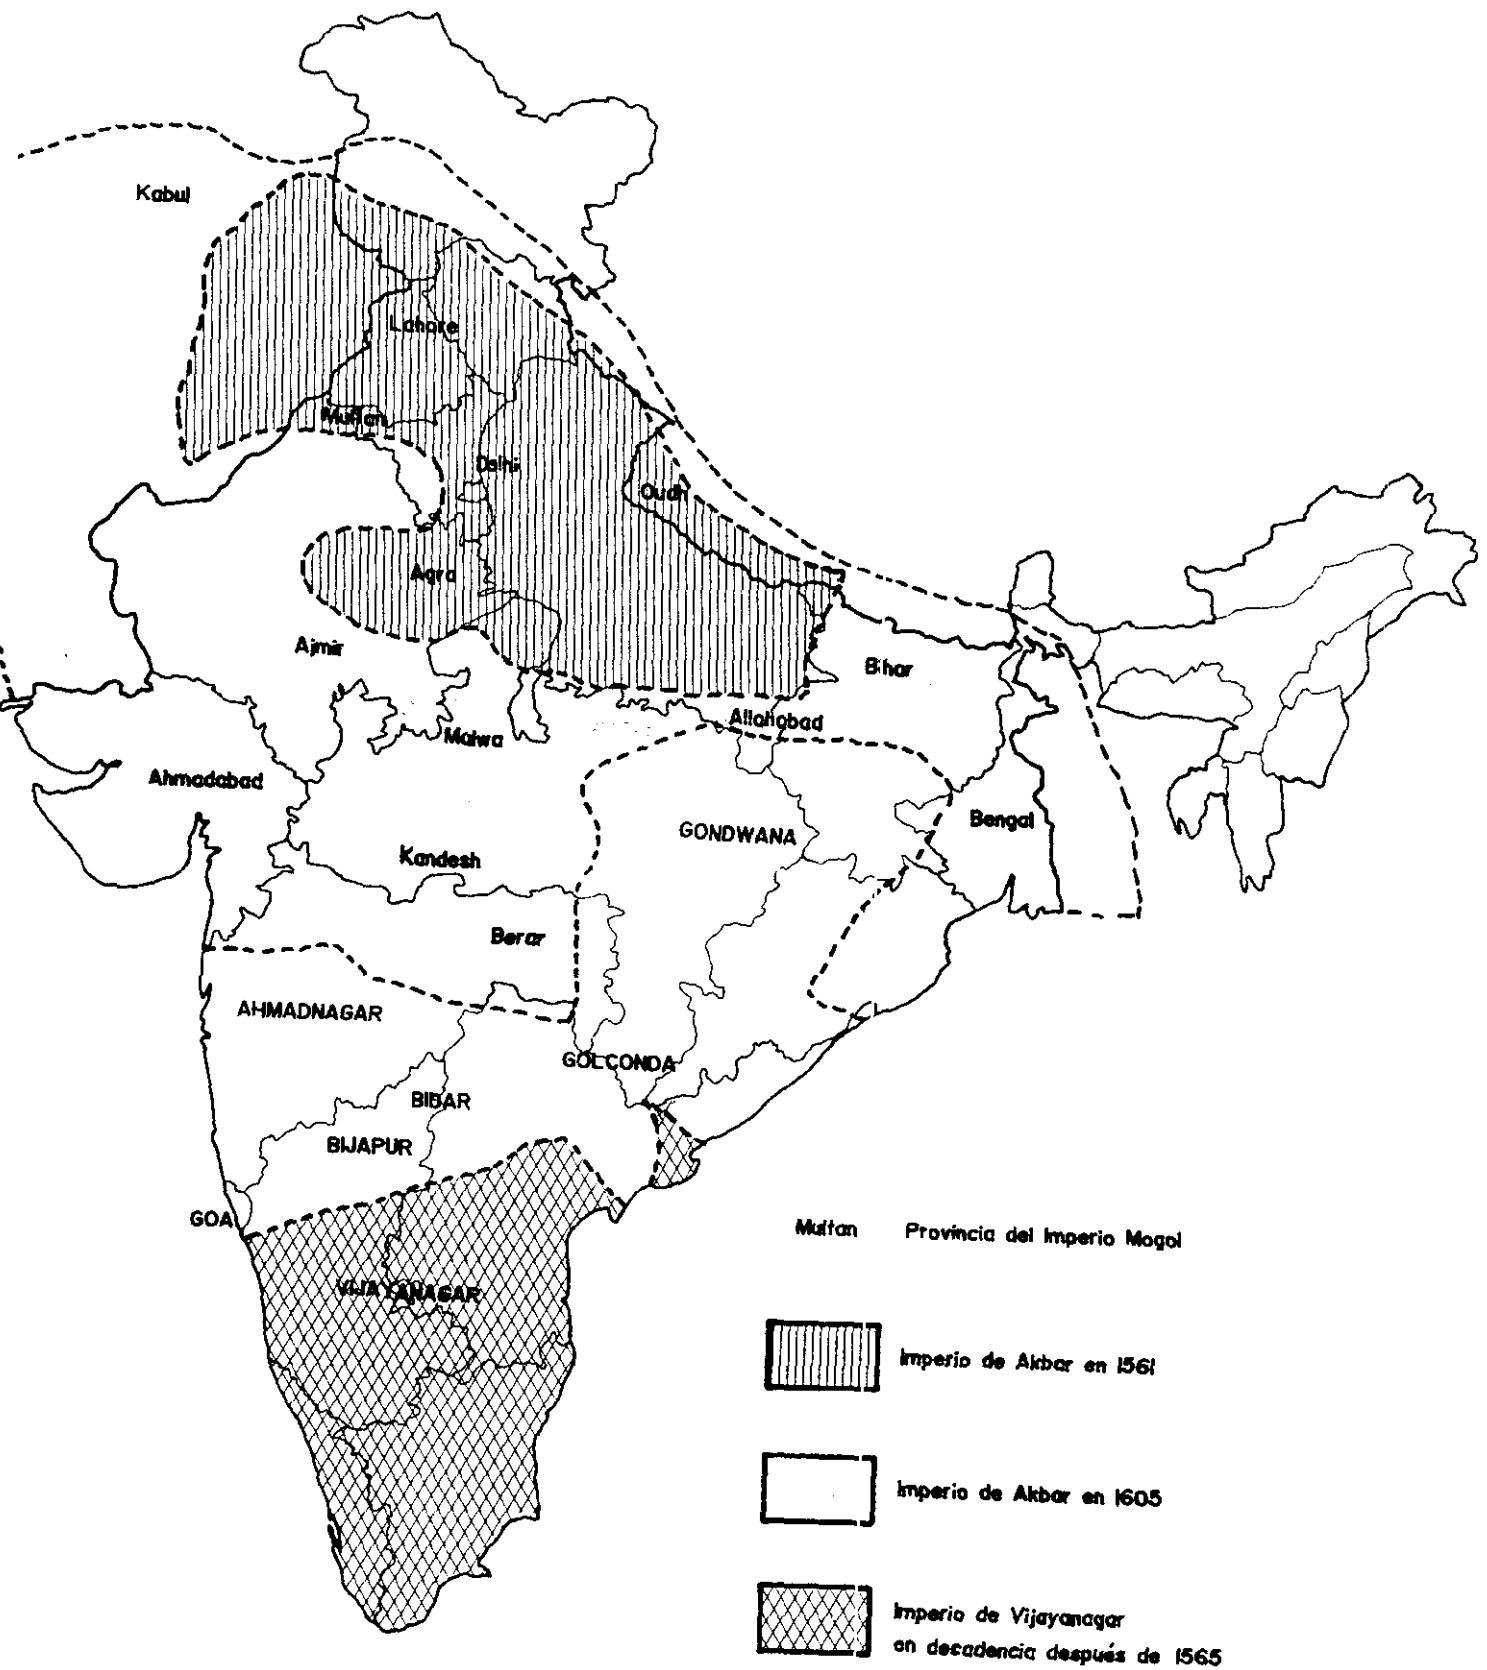 Kabul
Lahore
Multan
Delhi
Oudh
Agra
Ajmir
Bihar
Allahabad
Malwa
Ahmadabad
Bengal
GONDWANA
Kandesh
Berar
AHMADNAGAR
GOLCONDA
BIDAR
BIJAPUR
GOA
VIJAYANAGAR
Multan Provincia del Imperio Mogol
Imperio de Akbar en 1561
Imperio de Akbar en 1605
Imperio de Vijayanagar
en decadencia después de 1565